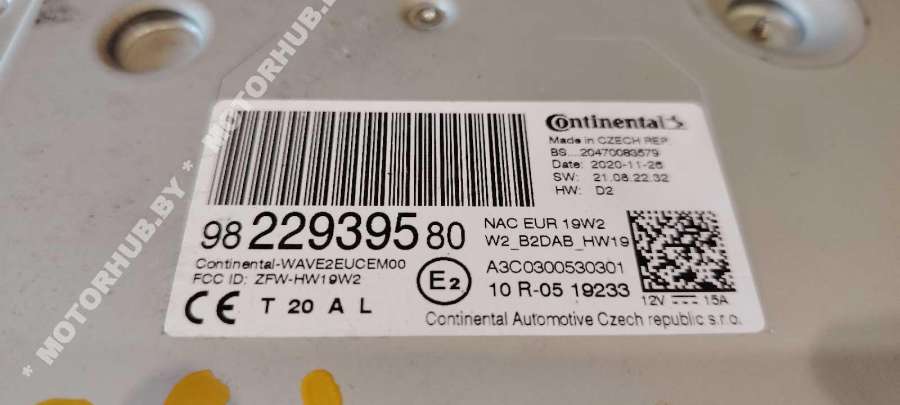 * MOTORHUB.BY * MOTORHUB.BY *
Continental
Made in CZECH REP
BS...20470083579
Date: 2020-11-26
SW: 21.08.22.32
HW: D2
98 229395 80
NAC EUR 19W2
W2_B2DAB_HW19
Continental-WAVE2EUCEM00
FCC ID: ZFW-HW19W2
E2
A3C0300530301
10 R-05 19233
12V 15A
CE T 20 A L
Continental Automotive Czech republic s.r.o.